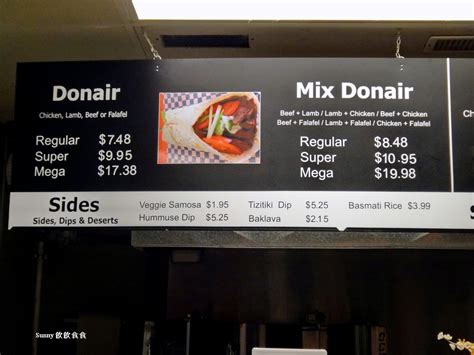 Donair
Chicken, Lamb, Beef or Falafel
Regular $7.48
Super $9.95
Mega $17.38
Mix Donair
Beef + Lamb / Lamb + Chicken / Beef + Chicken
Beef + Falafel / Lamb + Falafel / Chicken + Falafel
Regular $8.48
Super $10.95
Mega $19.98
Sides
Sides, Dips & Deserts
Veggie Samosa $1.95
Hummuse Dip $5.25
Tizitiki Dip $5.25
Baklava $2.15
Basmati Rice $3.99
Sunny 飲飲食食